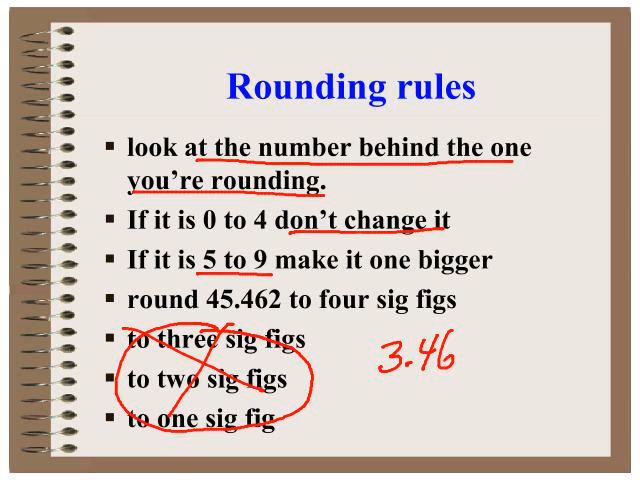 Rounding rules
look at the number behind the one
you're rounding.
If it is 0 to 4 don't change it
If it is 5 to 9 make it one bigger
round 45.462 to four sig figs
to three sig figs
3.46
to two sig figs
to one sig fig